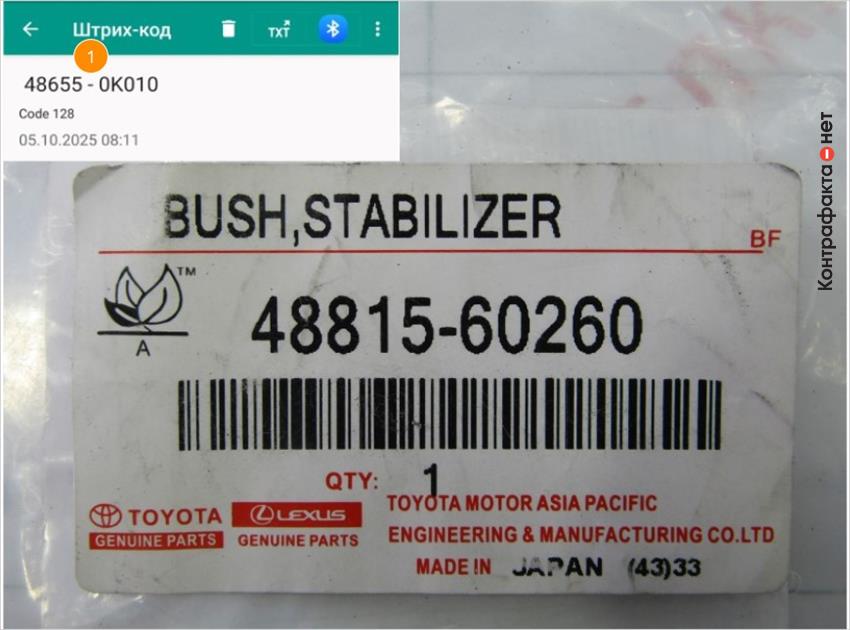 Штрих-код
TXT
1
48655 - 0K010
Code 128
05.10.2025 08:11
BUSH,STABILIZER
BF
TM
A
48815-60260
QTY: 1
TOYOTA
GENUINE PARTS
LEXUS
GENUINE PARTS
TOYOTA MOTOR ASIA PACIFIC
ENGINEERING & MANUFACTURING CO.LTD
MADE IN JAPAN (43)33
Контрафакта-нет